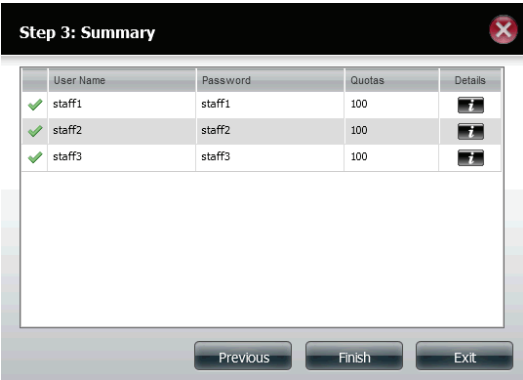 Step 3: Summary
User Name Password Quotas Details
staff1 staff1 100 i
staff2 staff2 100 i
staff3 staff3 100 i
Previous Finish Exit